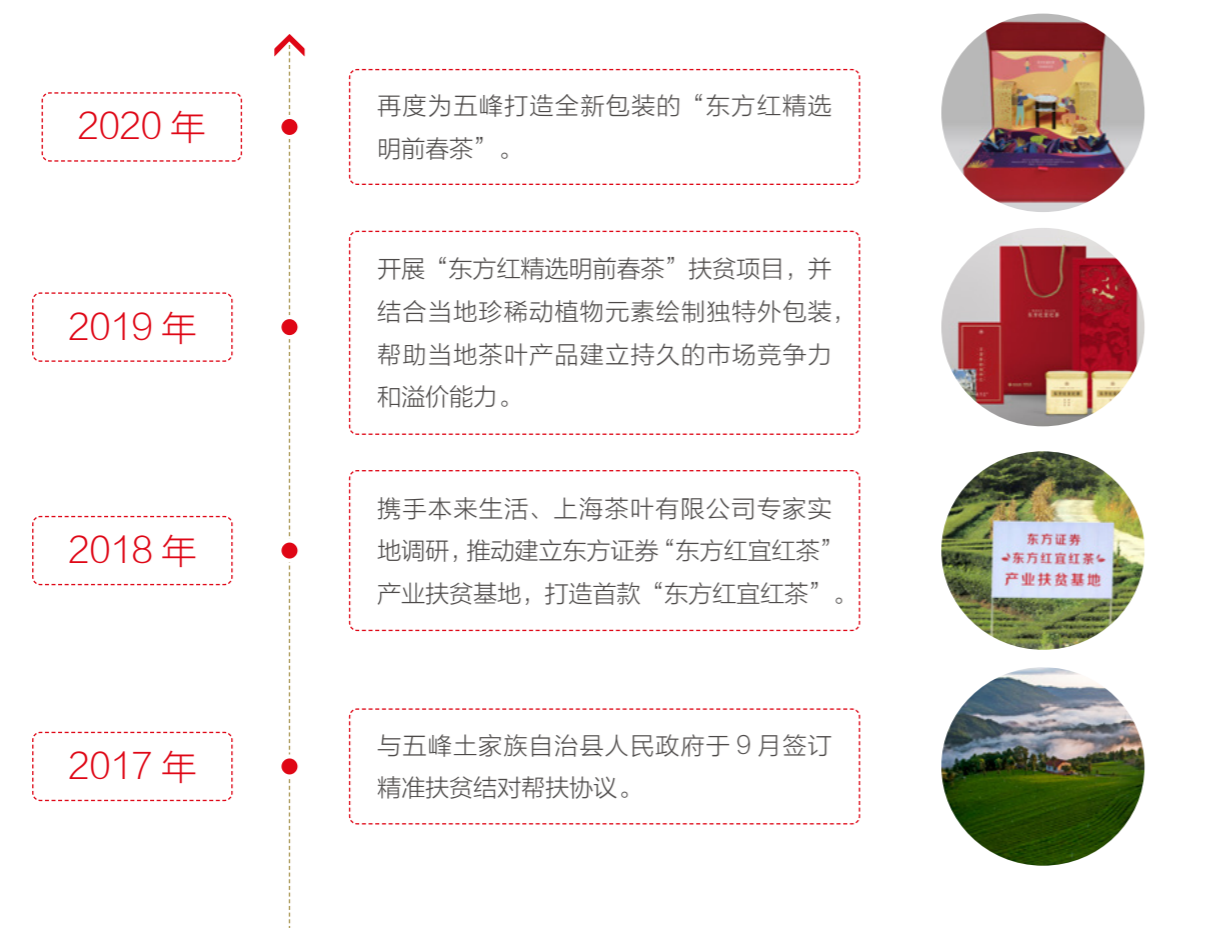 2020 年
再度为五峰打造全新包装的“东方红精选
明前春茶”。
2019 年
开展“东方红精选明前春茶”扶贫项目，并
结合当地珍稀动植物元素绘制独特外包装，
帮助当地茶叶产品建立持久的市场竞争力
和溢价能力。
东方红宜红茶
2018 年
携手本来生活、上海茶叶有限公司专家实
地调研，推动建立东方证券“东方红宜红茶”
产业扶贫基地，打造首款“东方红宜红茶”。
东方证券
东方红宜红茶
产业扶贫基地
2017 年
与五峰土家族自治县人民政府于 9 月签订
精准扶贫结对帮扶协议。